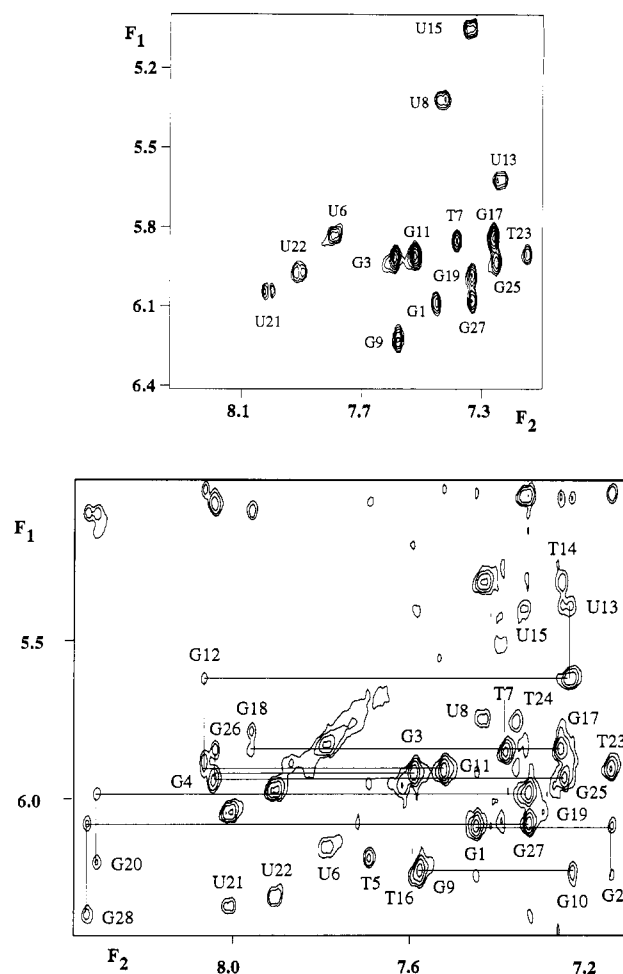 F1
U15
5.2
U8
5.5
U13
U6
5.8
G11
T7
G17
T23
U22
G3
G19
G25
U21
G1
G27
6.1
G9
6.4
8.1
7.7
7.3
F2
F1
T14
U13
U15
5.5
G12
G18
G26
U8
T7
T24
G17
G3
G11
T23
G4
6.0
G25
G19
G1
G27
G20
U6
T5
U21
U22
T16
G9
G10
G2
G28
F2
8.0
7.6
7.2